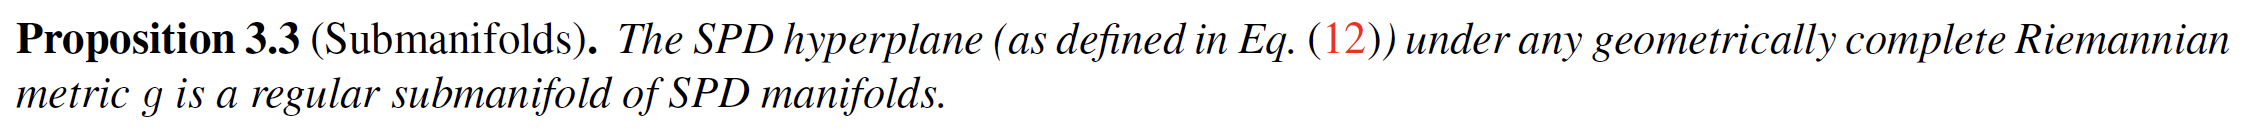 Proposition 3.3 (Submanifolds). The SPD hyperplane (as defined in Eq. (12)) under any geometrically complete Riemannian
metric g is a regular submanifold of SPD manifolds.